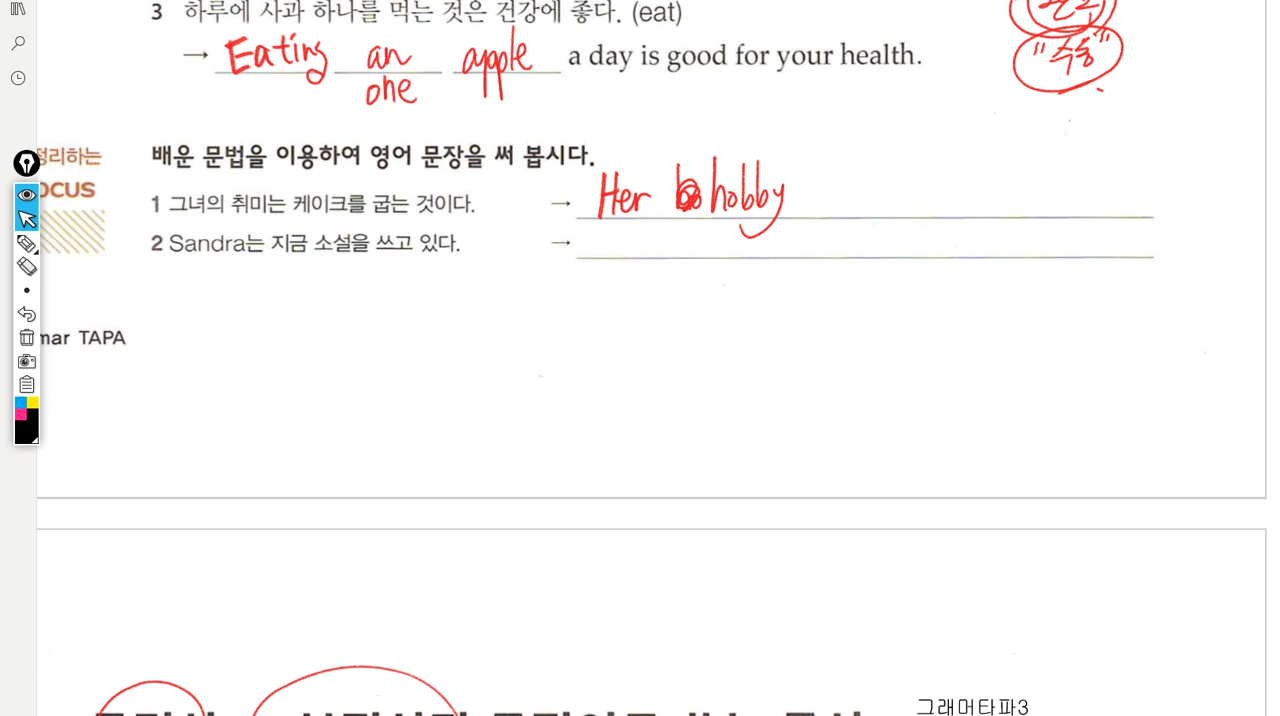 3 하루에 사과 하나를 먹는 것은 건강에 좋다. (eat)
→ Eating an apple a day is good for your health.
one
"주어"
정리하는
배운 문법을 이용하여 영어 문장을 써 봅시다.
OCUS
1 그녀의 취미는 케이크를 굽는 것이다. → Her hobby
2 Sandra는 지금 소설을 쓰고 있다. →
mar TAPA
그래머타파3